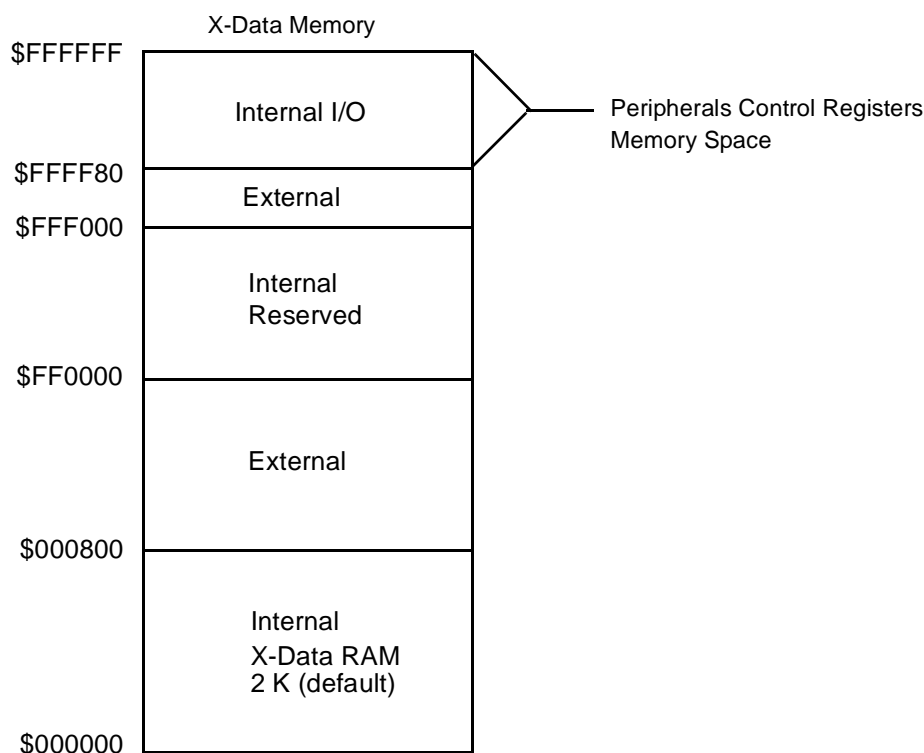 X-Data Memory
$FFFFFF
Internal I/O
Peripherals Control Registers
Memory Space
$FFFF80
External
$FFF000
Internal
Reserved
$FF0000
External
$000800
Internal
X-Data RAM
2 K (default)
$000000